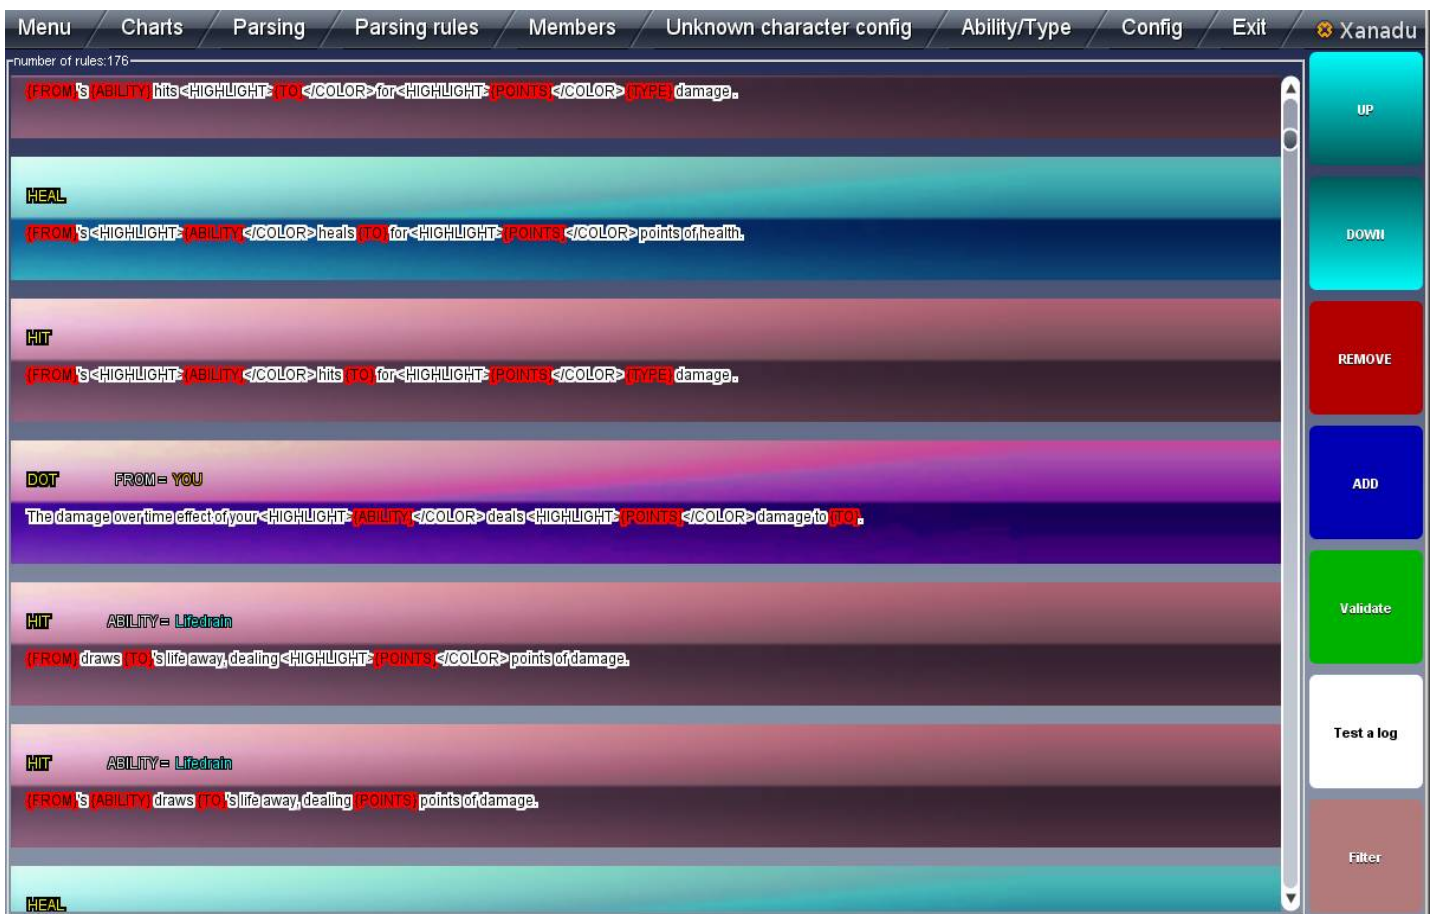 Menu Charts Parsing Parsing rules Members Unknown character config Ability/Type Config Exit Xanadu
number of rules:176
{FROM}'s {ABILITY} hits <HIGHLIGHT>{TO}</COLOR> for <HIGHLIGHT>{POINTS}</COLOR> {TYPE} damage .
UP
HEAL
{FROM}'s <HIGHLIGHT>{ABILITY}</COLOR> heals {TO} for <HIGHLIGHT>{POINTS}</COLOR> points of health.
DOWN
HIT
{FROM}'s <HIGHLIGHT>{ABILITY}</COLOR> hits {TO} for <HIGHLIGHT>{POINTS}</COLOR> {TYPE} damage .
REMOVE
DOT FROM = YOU
The damage over time effect of your <HIGHLIGHT>{ABILITY}</COLOR> deals <HIGHLIGHT>{POINTS}</COLOR> damage to {TO}.
ADD
HIT ABILITY = Lifedrain
{FROM} draws {TO}'s life away, dealing <HIGHLIGHT>{POINTS}</COLOR> points of damage.
Validate
HIT ABILITY = Lifedrain
{FROM}'s {ABILITY} draws {TO}'s life away, dealing {POINTS} points of damage.
Test a log
HEAL
Filter